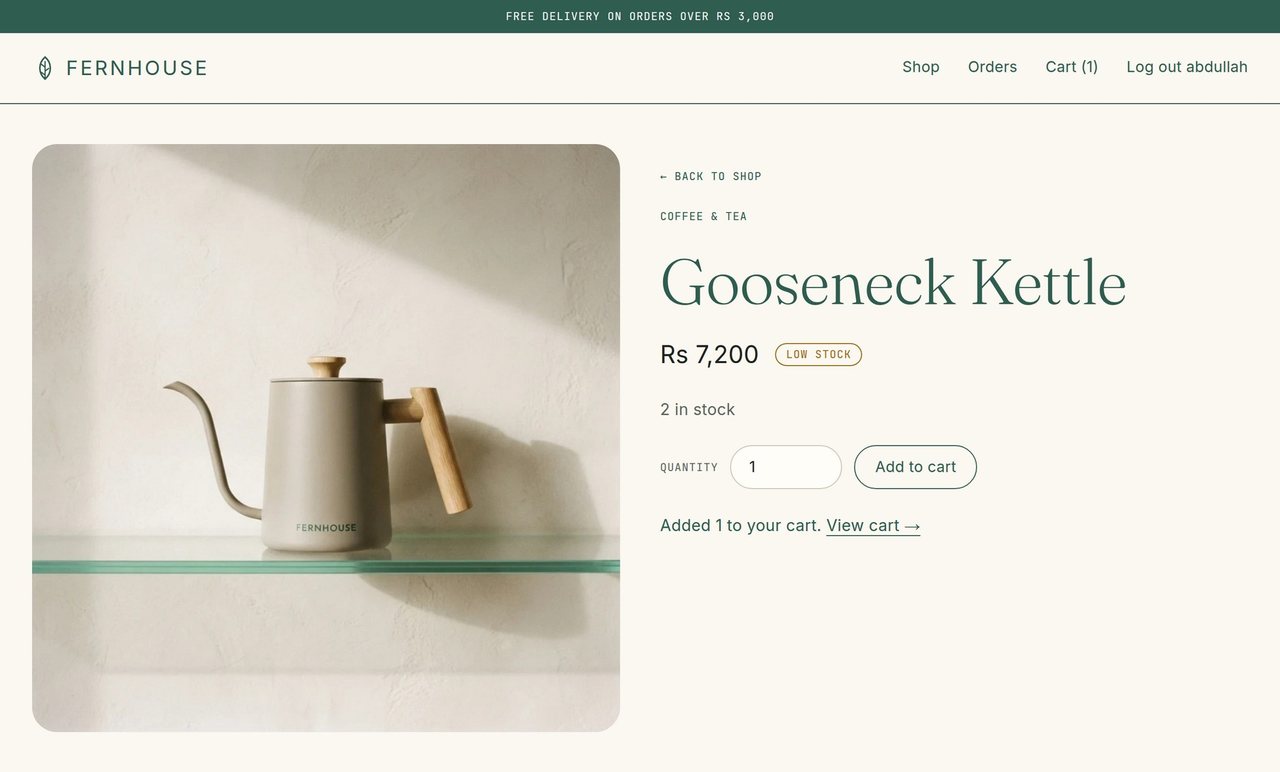 FREE DELIVERY ON ORDERS OVER RS 3,000
FERNHOUSE
Shop Orders Cart (1) Log out abdullah
← BACK TO SHOP
COFFEE & TEA
Gooseneck Kettle
Rs 7,200 LOW STOCK
2 in stock
QUANTITY 1 Add to cart
Added 1 to your cart. View cart →
FERNHOUSE